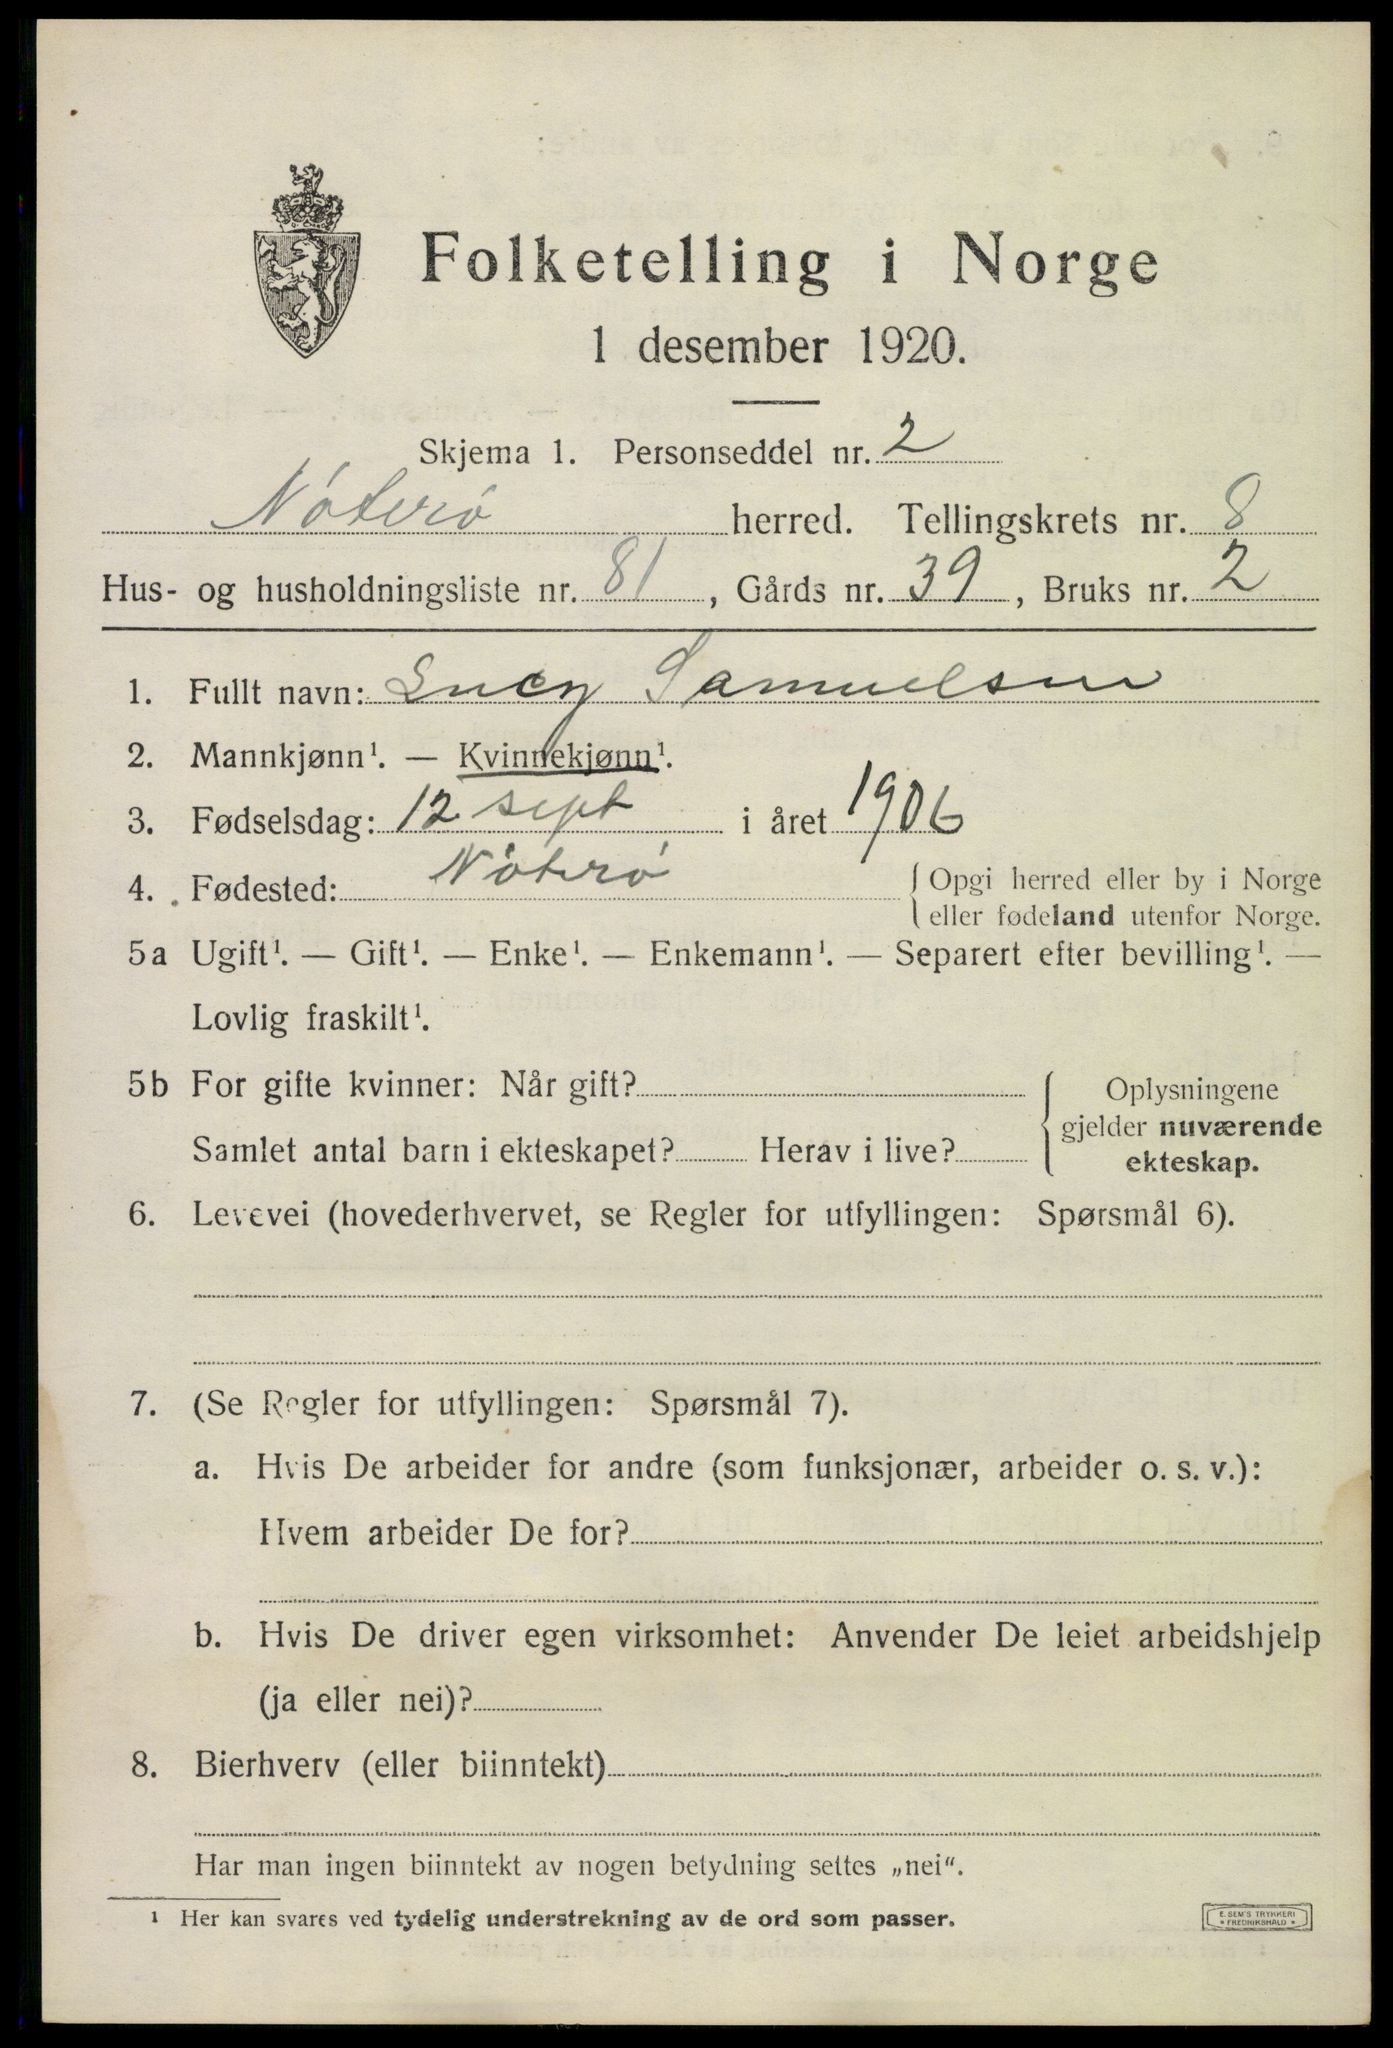 Folketelling i Norge
1 desember 1920.
Skjema 1. Personseddel nr. 2
Nøterø herred. Tellingskrets nr. 8
Hus- og husholdningsliste nr. 81, Gårds nr. 39, Bruks nr. 2
1. Fullt navn: Lucy Samuelsen
2. Mannkjønn¹. — Kvinnekjønn¹.
3. Fødselsdag: 12 sept i året 1906
4. Fødested: Nøterø
Opgi herred eller by i Norge
eller fødeland utenfor Norge.
5a Ugift¹. — Gift¹. — Enke¹. — Enkemann¹. — Separert efter bevilling¹. —
Lovlig fraskilt¹.
5b For gifte kvinner: Når gift?
Samlet antal barn i ekteskapet? Herav i live?
Oplysningene
gjelder nuværende
ekteskap.
6. Levevei (hovederhvervet, se Regler for utfyllingen: Spørsmål 6).
7. (Se Regler for utfyllingen: Spørsmål 7).
a. Hvis De arbeider for andre (som funksjonær, arbeider o. s. v.):
Hvem arbeider De for?
b. Hvis De driver egen virksomhet: Anvender De leiet arbeidshjelp
(ja eller nei)?
8. Bierhverv (eller biinntekt)
Har man ingen biinntekt av nogen betydning settes „nei“.
¹ Her kan svares ved tydelig understrekning av de ord som passer.
E. SEM'S TRYKKERI
* FREDRIKSHALD *